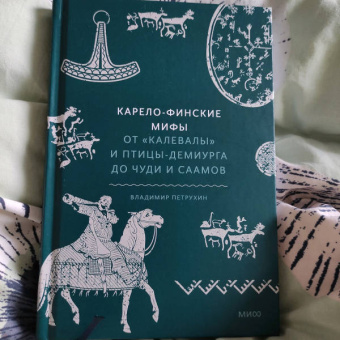 КАРЕЛО-ФИНСКИЕ
МИФЫ
ОТ «КАЛЕВАЛЫ»
И ПТИЦЫ-ДЕМИУРГА
ДО ЧУДИ И СААМОВ
ВЛАДИМИР ПЕТРУХИН
МИФ